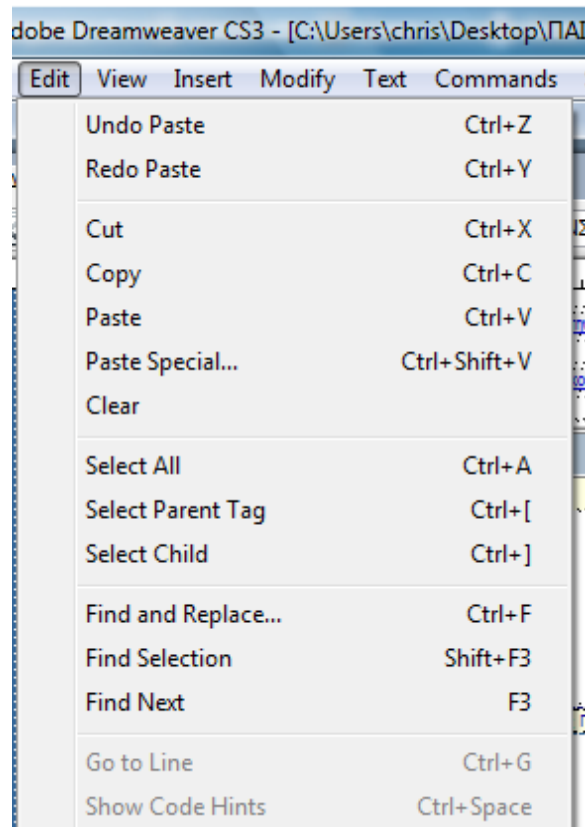 dobe Dreamweaver CS3 - [C:\Users\chris\Desktop\ΠΑΙ
Edit View Insert Modify Text Commands
Undo Paste Ctrl+Z
Redo Paste Ctrl+Y
Cut Ctrl+X
Copy Ctrl+C
Paste Ctrl+V
Paste Special... Ctrl+Shift+V
Clear
Select All Ctrl+A
Select Parent Tag Ctrl+[
Select Child Ctrl+]
Find and Replace... Ctrl+F
Find Selection Shift+F3
Find Next F3
Go to Line Ctrl+G
Show Code Hints Ctrl+Space